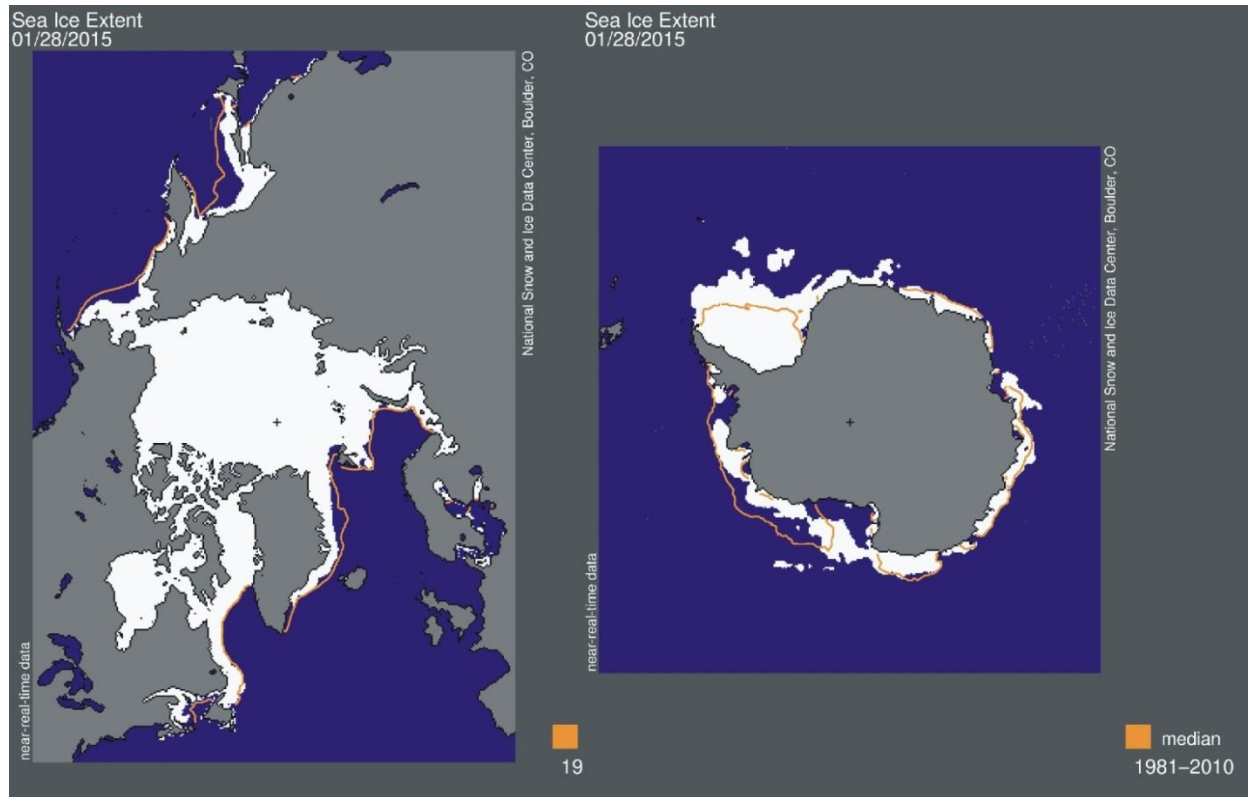 Sea Ice Extent
01/28/2015
National Snow and Ice Data Center, Boulder, CO
near-real-time data
19
Sea Ice Extent
01/28/2015
National Snow and Ice Data Center, Boulder, CO
near-real-time data
median
1981–2010